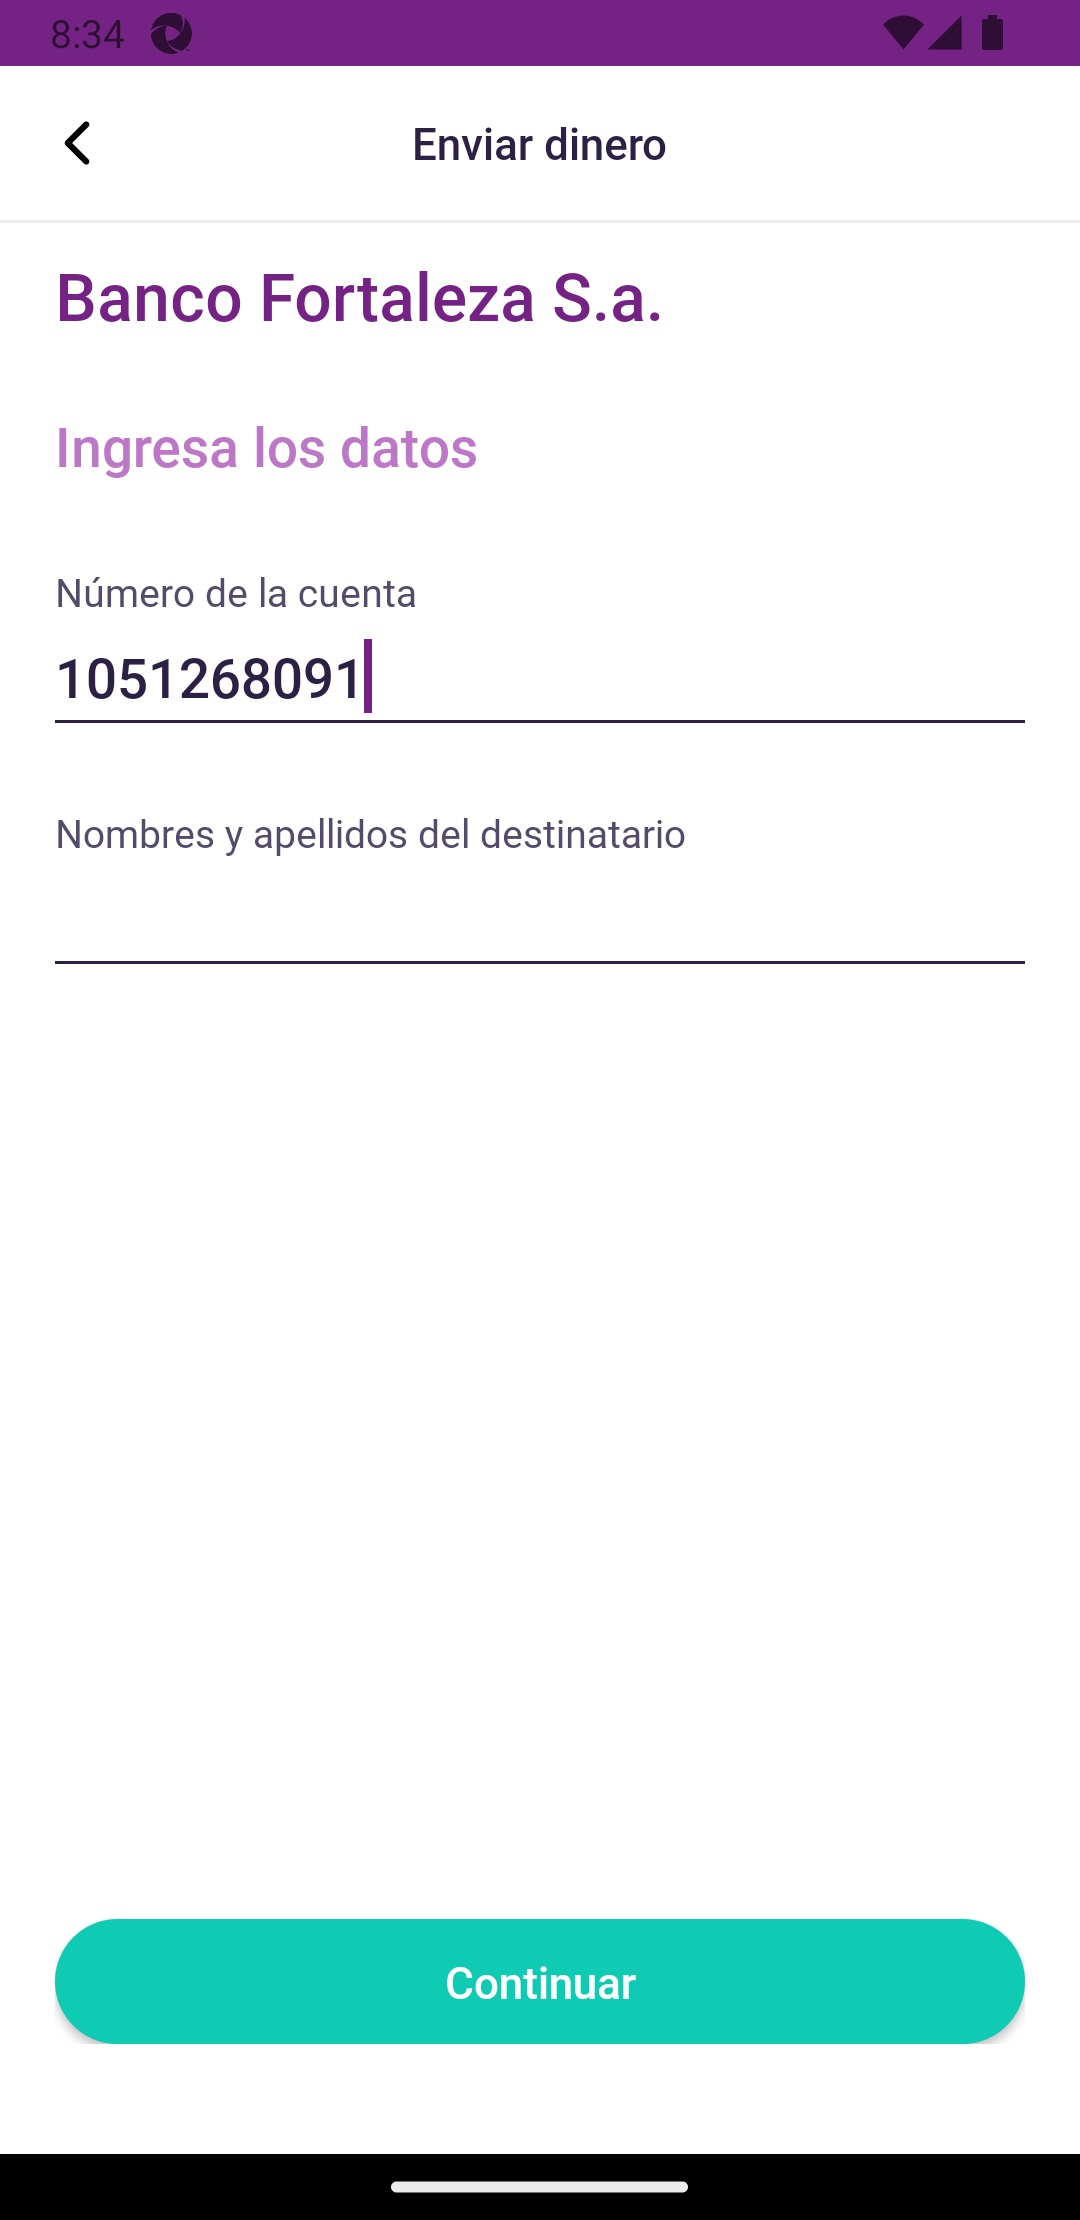 8:34
Enviar dinero
Banco Fortaleza S.a.
Ingresa los datos
Número de la cuenta
1051268091
Nombres y apellidos del destinatario
Continuar